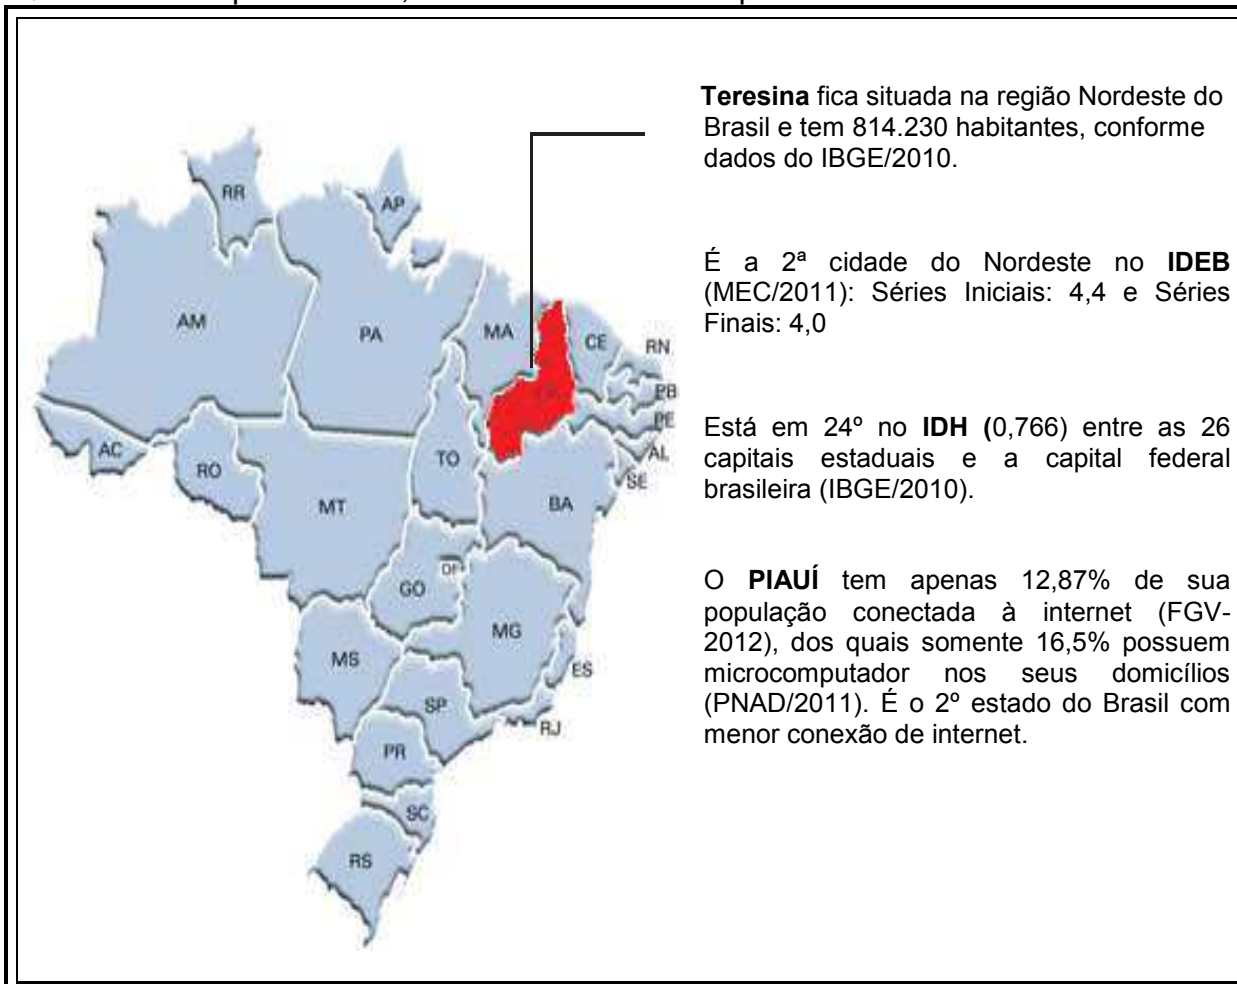 Teresina fica situada na região Nordeste do
Brasil e tem 814.230 habitantes, conforme
dados do IBGE/2010.
É a 2ª cidade do Nordeste no IDEB
(MEC/2011): Séries Iniciais: 4,4 e Séries
Finais: 4,0
Está em 24º no IDH (0,766) entre as 26
capitais estaduais e a capital federal
brasileira (IBGE/2010).
O PIAUÍ tem apenas 12,87% de sua
população conectada à internet (FGV-
2012), dos quais somente 16,5% possuem
microcomputador nos seus domicílios
(PNAD/2011). É o 2º estado do Brasil com
menor conexão de internet.
RR
AP
AM
PA
MA
CE
RN
PB
PE
AL
SE
AC
RO
TO
MT
BA
GO
DF
MG
MS
ES
SP
RJ
PR
SC
RS